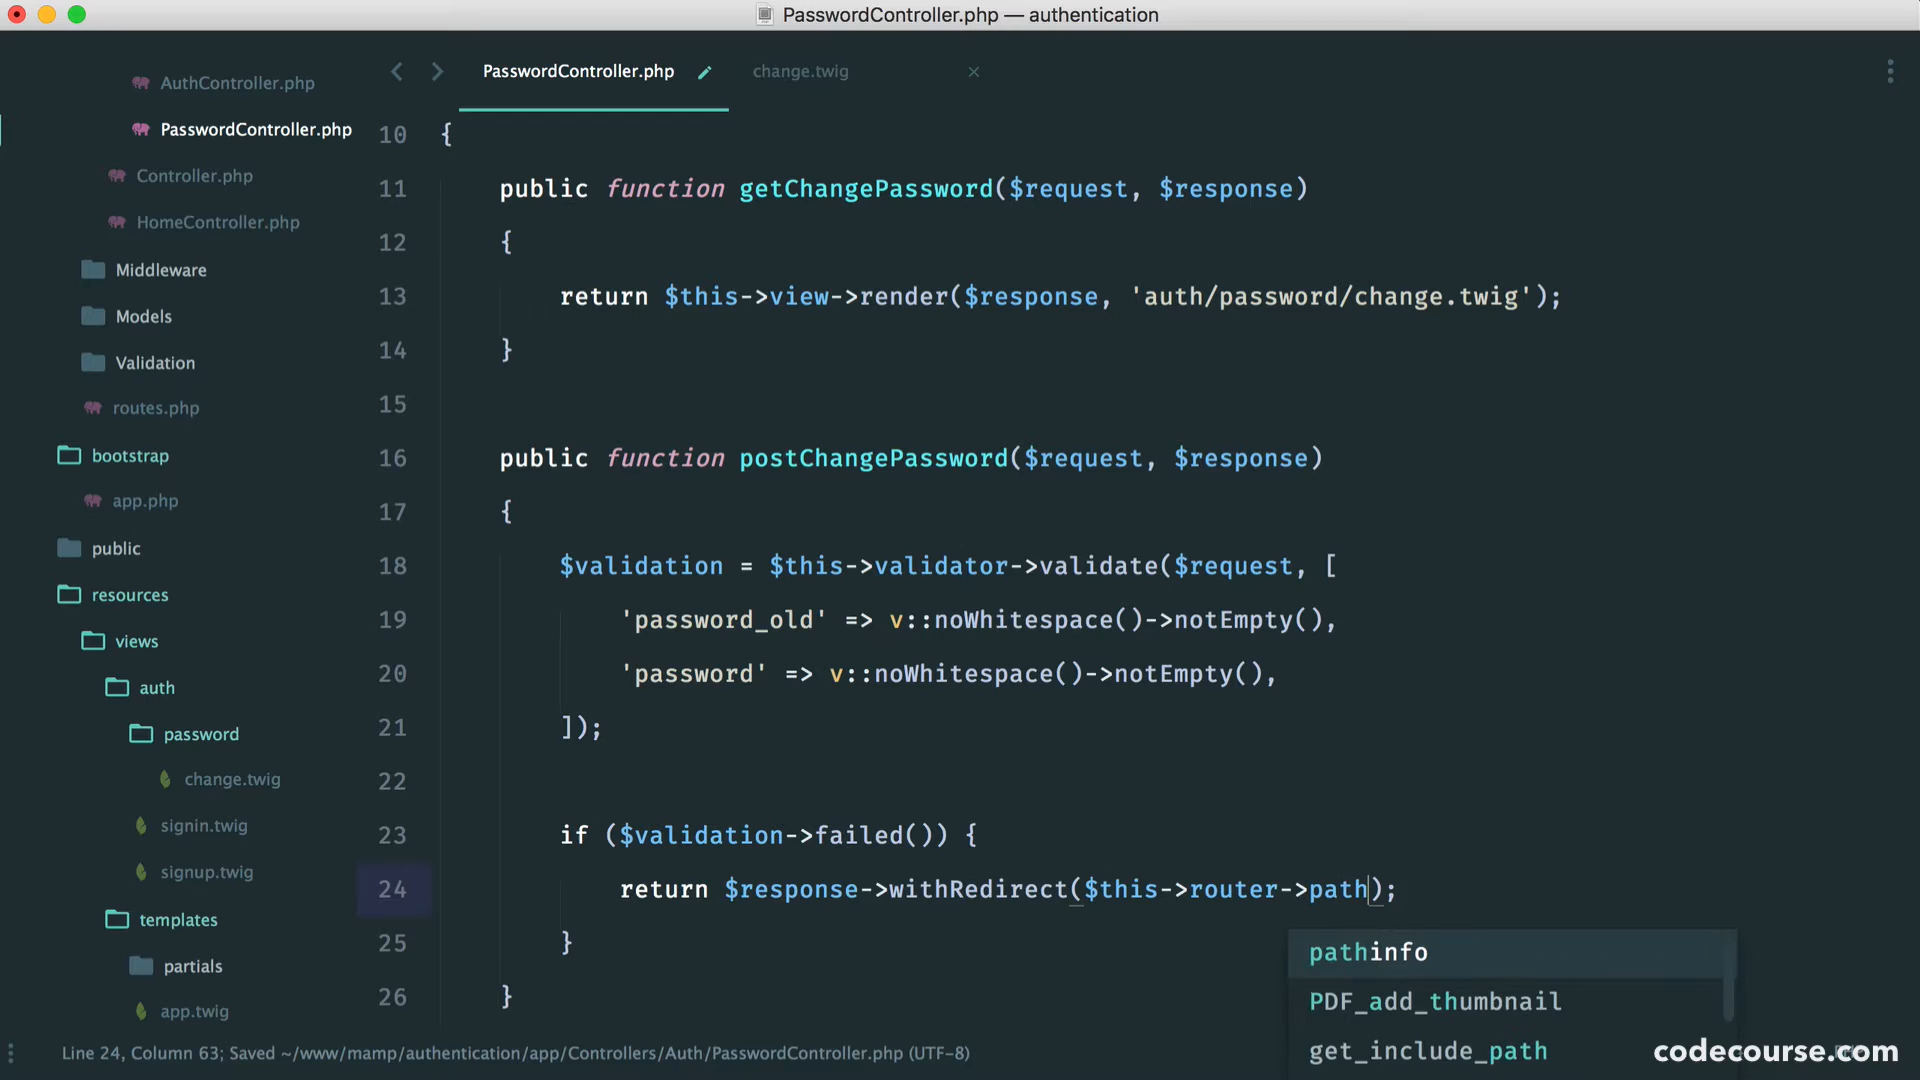 PasswordController.php — authentication
AuthController.php
PasswordController.php
Controller.php
HomeController.php
Middleware
Models
Validation
routes.php
bootstrap
app.php
public
resources
views
auth
password
change.twig
signin.twig
signup.twig
templates
partials
app.twig
PasswordController.php
change.twig
10 {
11 public function getChangePassword($request, $response)
12 {
13 return $this->view->render($response, 'auth/password/change.twig');
14 }
15
16 public function postChangePassword($request, $response)
17 {
18 $validation = $this->validator->validate($request, [
19 'password_old' => v::noWhitespace()->notEmpty(),
20 'password' => v::noWhitespace()->notEmpty(),
21 ]);
22
23 if ($validation->failed()) {
24 return $response->withRedirect($this->router->path);
25 }
26 }
pathinfo
PDF_add_thumbnail
get_include_path
Line 24, Column 63; Saved ~/www/mamp/authentication/app/Controllers/Auth/PasswordController.php (UTF-8)
codecourse.com